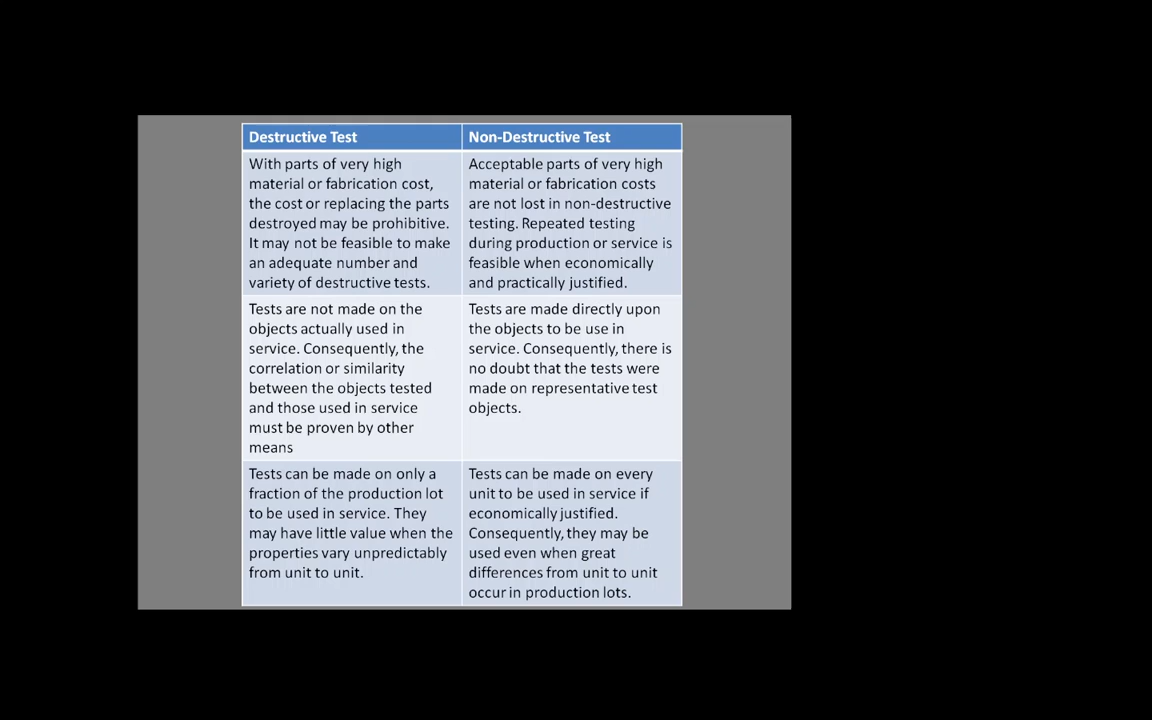 Destructive Test
Non-Destructive Test
With parts of very high
material or fabrication cost,
the cost or replacing the parts
destroyed may be prohibitive.
It may not be feasible to make
an adequate number and
variety of destructive tests.
Acceptable parts of very high
material or fabrication costs
are not lost in non-destructive
testing. Repeated testing
during production or service is
feasible when economically
and practically justified.
Tests are not made on the
objects actually used in
service. Consequently, the
correlation or similarity
between the objects tested
and those used in service
must be proven by other
means
Tests are made directly upon
the objects to be use in
service. Consequently, there is
no doubt that the tests were
made on representative test
objects.
Tests can be made on only a
fraction of the production lot
to be used in service. They
may have little value when the
properties vary unpredictably
from unit to unit.
Tests can be made on every
unit to be used in service if
economically justified.
Consequently, they may be
used even when great
differences from unit to unit
occur in production lots.